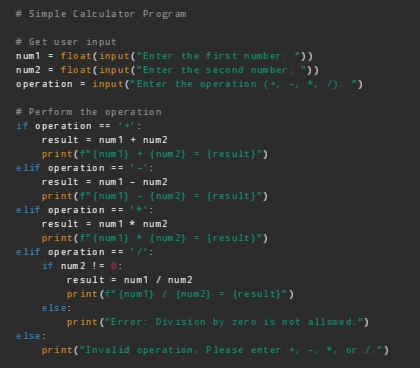 # Simple Calculator Program

# Get user input
num1 = float(input("Enter the first number: "))
num2 = float(input("Enter the second number: "))
operation = input("Enter the operation (+, -, *, /): ")

# Perform the operation
if operation == '+':
    result = num1 + num2
    print(f"{num1} + {num2} = {result}")
elif operation == '-':
    result = num1 - num2
    print(f"{num1} - {num2} = {result}")
elif operation == '*':
    result = num1 * num2
    print(f"{num1} * {num2} = {result}")
elif operation == '/':
    if num2 != 0:
        result = num1 / num2
        print(f"{num1} / {num2} = {result}")
    else:
        print("Error: Division by zero is not allowed.")
else:
    print("Invalid operation. Please enter +, -, *, or /.")